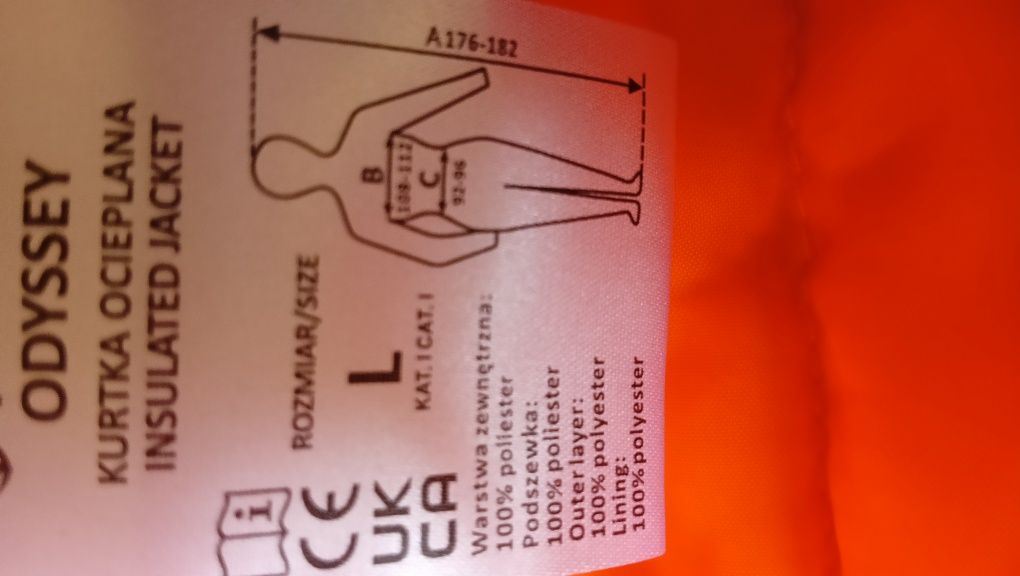 ODYSSEY
KURTKA OCIEPLANA
INSULATED JACKET
i
CE
UK
CA
ROZMIAR/SIZE
L
KAT. I CAT. I
A 176-182
B
108-112
C
92-96
Warstwa zewnętrzna:
100% poliester
Podszewka:
100% poliester
Outer layer:
100% polyester
Lining:
100% polyester